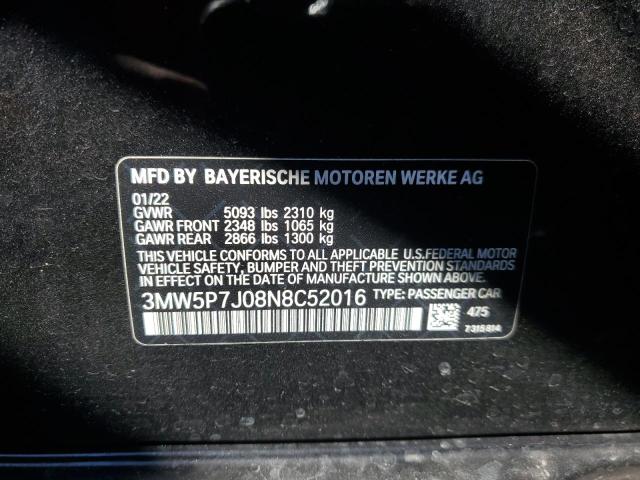 MFD BY BAYERISCHE MOTOREN WERKE AG
01/22
GVWR 5093 lbs 2310 kg
GAWR FRONT 2348 lbs 1065 kg
GAWR REAR 2866 lbs 1300 kg
THIS VEHICLE CONFORMS TO ALL APPLICABLE U.S.FEDERAL MOTOR
VEHICLE SAFETY, BUMPER AND THEFT PREVENTION STANDARDS
IN EFFECT ON THE DATE OF MANUFACTURE SHOWN ABOVE.
3MW5P7J08N8C52016 TYPE: PASSENGER CAR
475
7315814